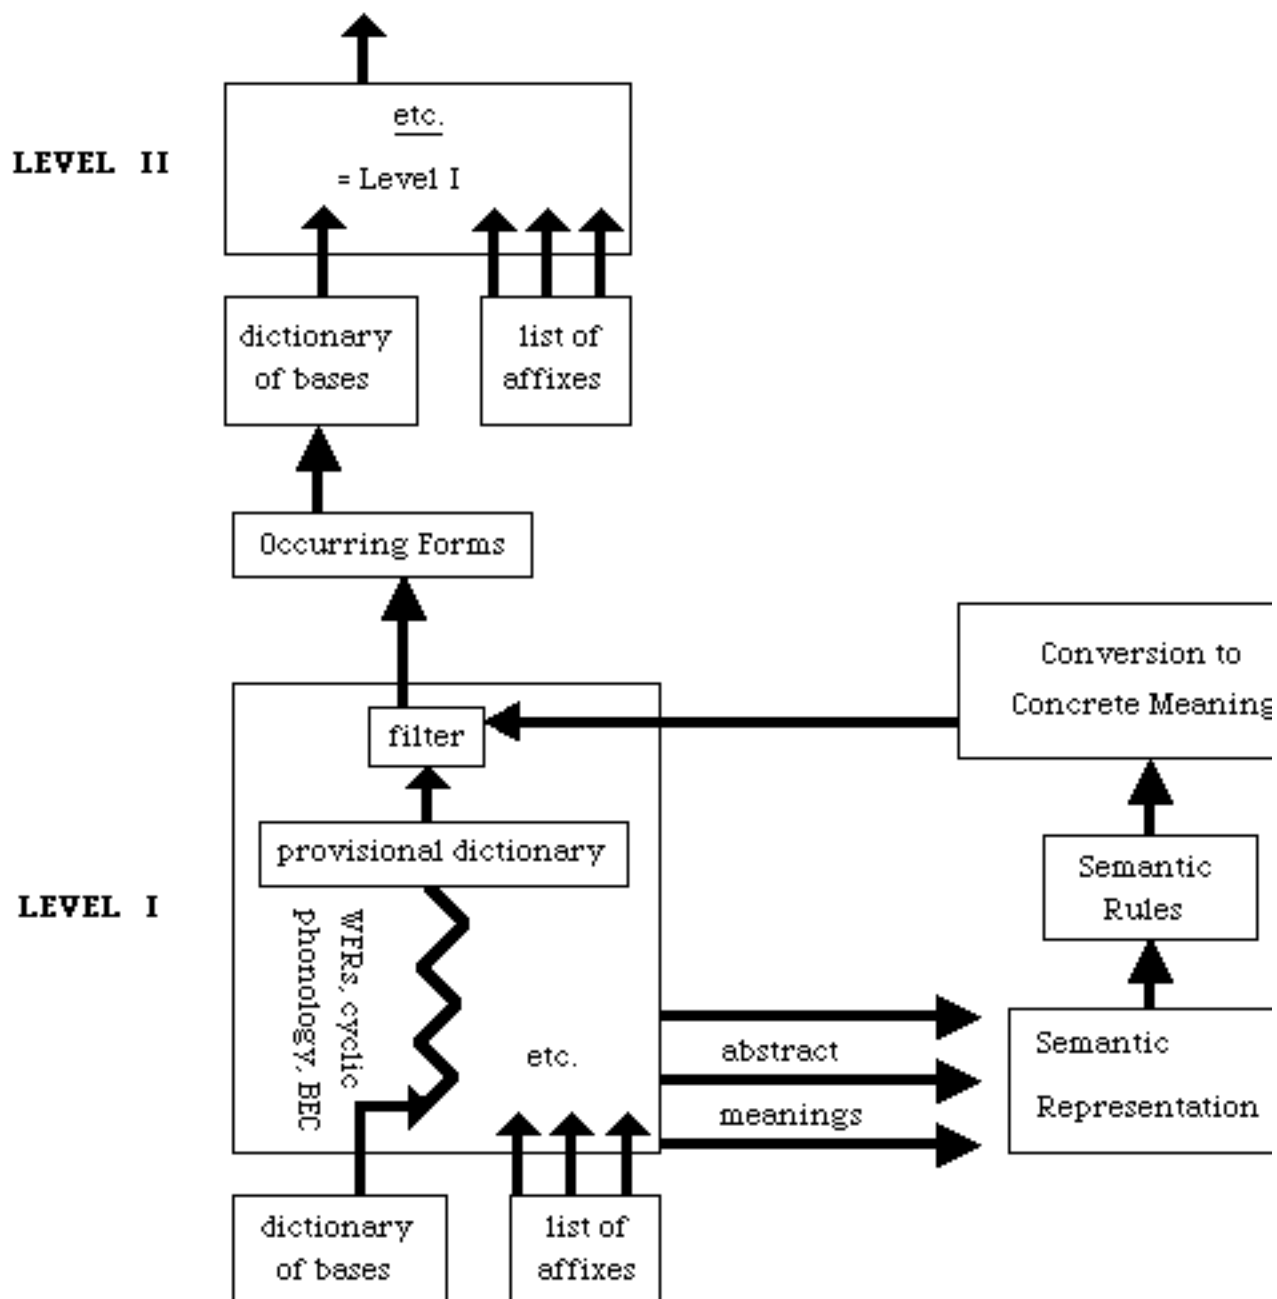 etc.
LEVEL II
= Level I
dictionary
of bases
list of
affixes
Occurring Forms
Conversion to
Concrete Meaning
filter
provisional dictionary
Semantic
Rules
LEVEL I
WFRs, cyclic
phonology, BEC
etc.
abstract
meanings
Semantic
Representation
dictionary
of bases
list of
affixes